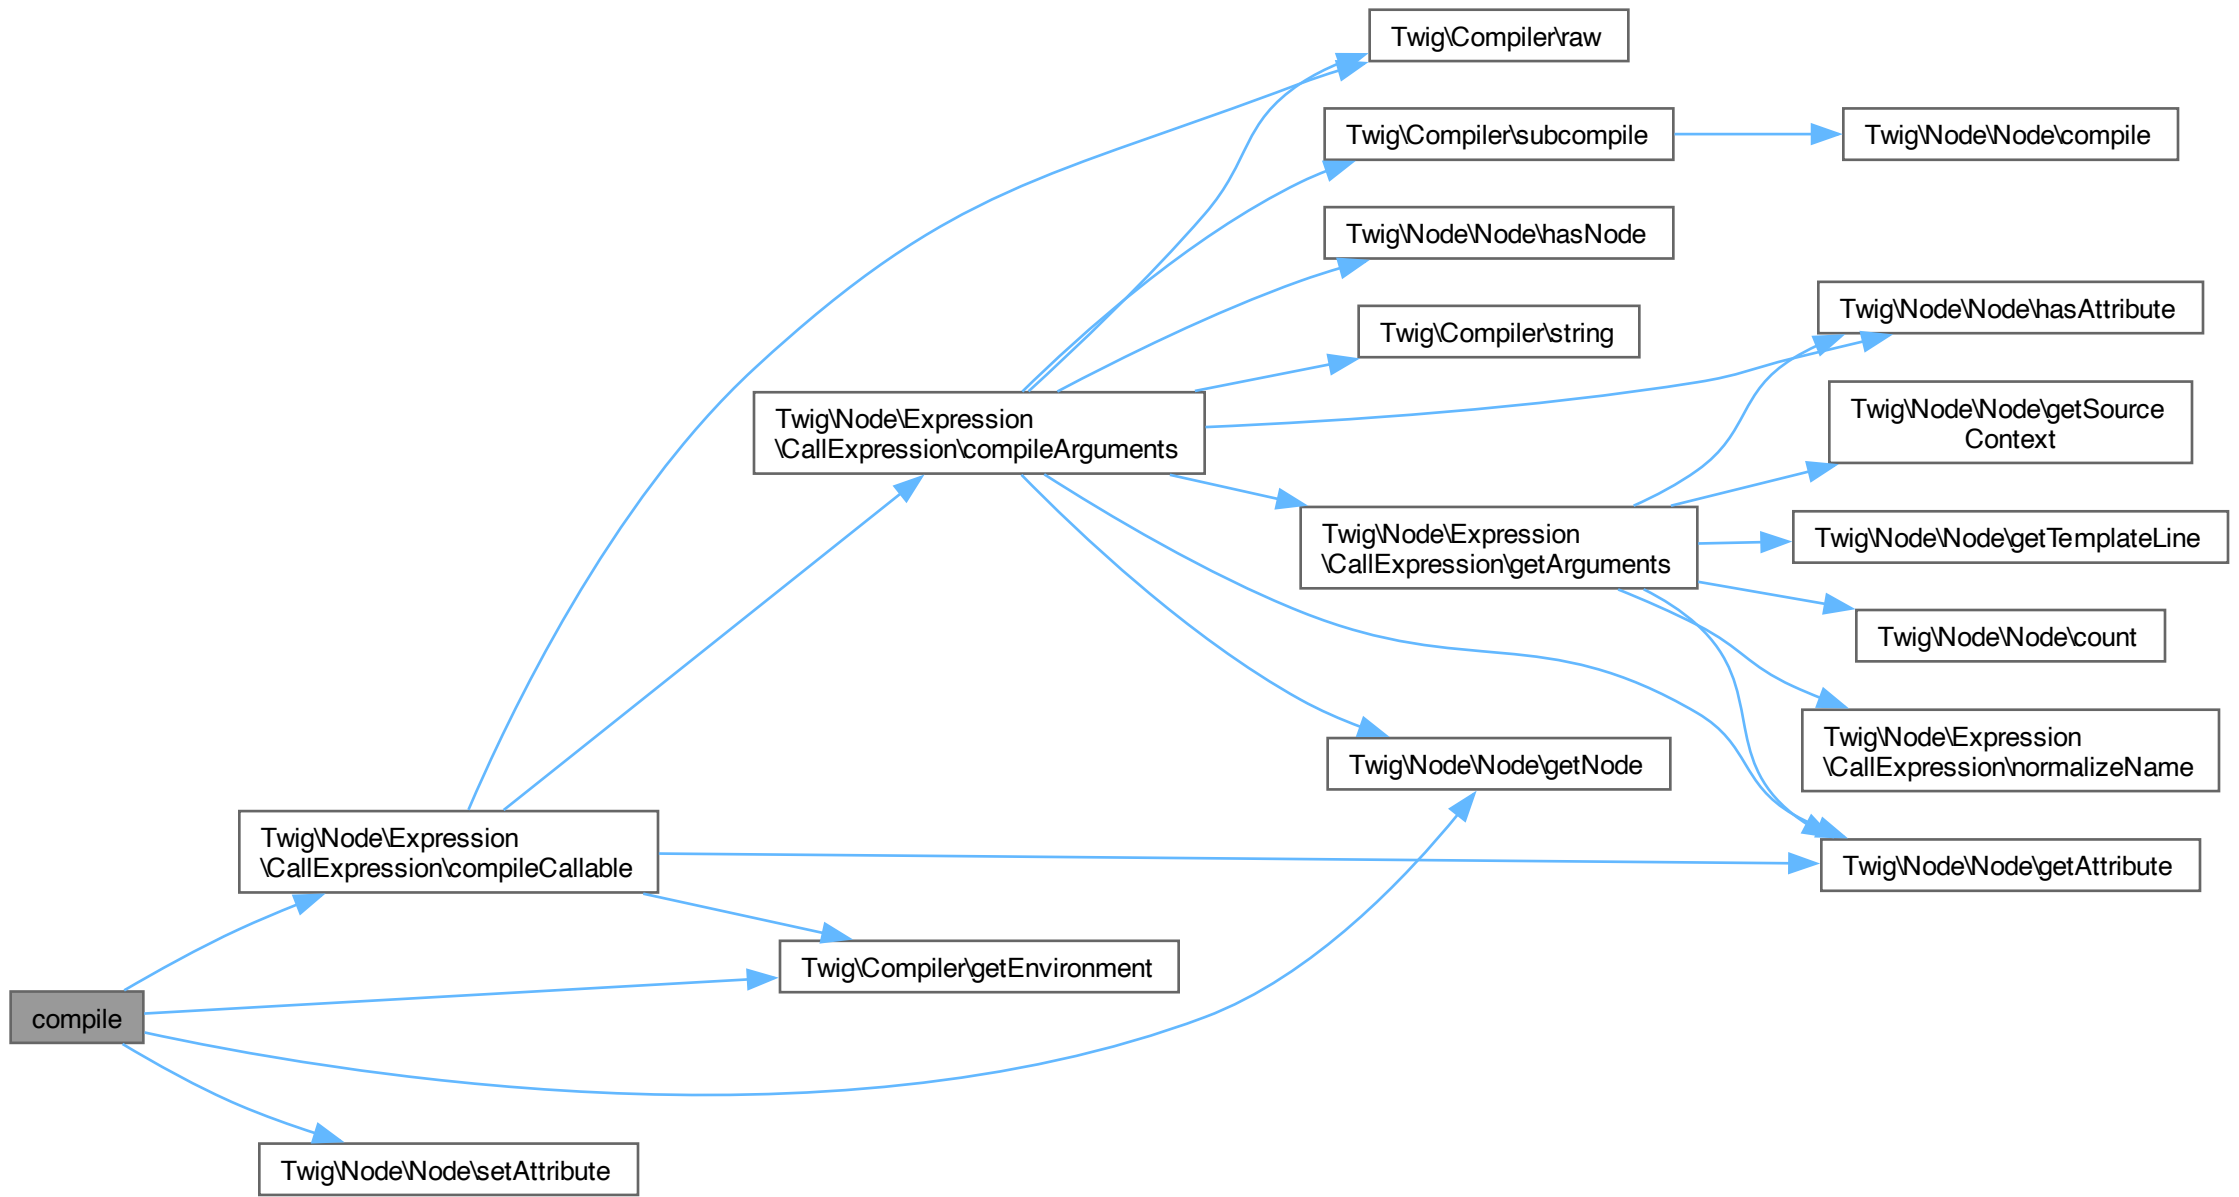 Twig\Compiler\raw
Twig\Compiler\subcompile
Twig\Node\Node\compile
Twig\Node\Node\hasNode
Twig\Node\Node\hasAttribute
Twig\Compiler\string
Twig\Node\Expression
\CallExpression\compileArguments
Twig\Node\Node\getSource
Context
Twig\Node\Expression
\CallExpression\getArguments
Twig\Node\Node\getTemplateLine
Twig\Node\Node\count
Twig\Node\Expression
\CallExpression\normalizeName
Twig\Node\Node\getNode
Twig\Node\Expression
\CallExpression\compileCallable
Twig\Node\Node\getAttribute
Twig\Compiler\getEnvironment
compile
Twig\Node\Node\setAttribute